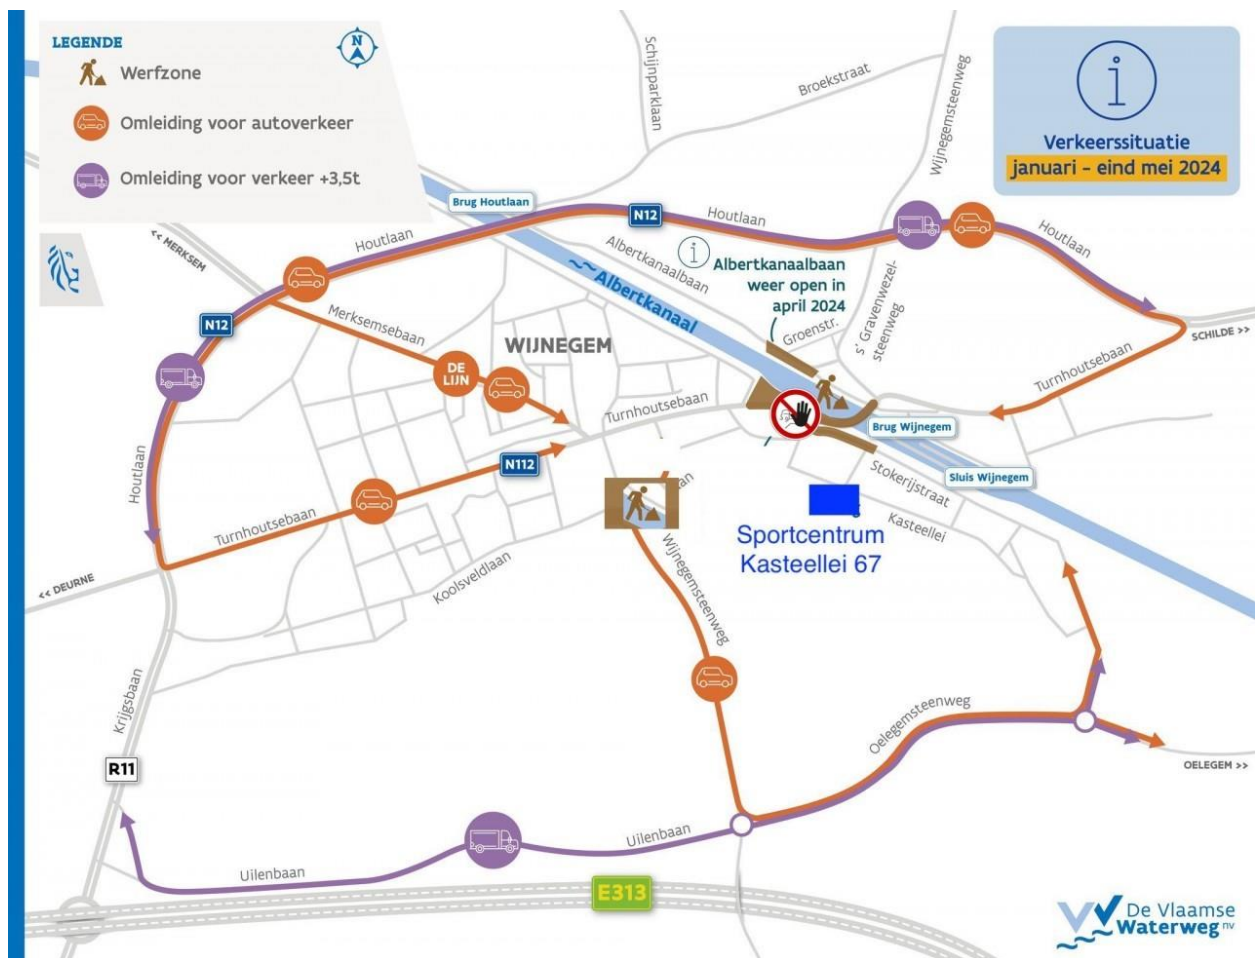 LEGENDE
N
Werfzone
Omleiding voor autoverkeer
Omleiding voor verkeer +3,5t
i
Verkeerssituatie
januari - eind mei 2024
Schijnparklaan
Broekstraat
Wijnegemsteenweg
Brug Houtlaan
N12
Houtlaan
Houtlaan
Houtlaan
<< MERKSEM
Albertkanaalbaan
i
Albertkanaalbaan
weer open in
april 2024
Albertkanaal
s' Gravenwezel-
steenweg
Groenstr.
SCHILDE >>
N12
Merksemsebaan
WIJNEGEM
DE
LIJN
Turnhoutsebaan
Turnhoutsebaan
Brug Wijnegem
Houtlaan
N112
Turnhoutsebaan
Stokerijstraat
Sluis Wijnegem
Kasteellei
Sportcentrum
Kasteellei 67
<< DEURNE
Koolsveldlaan
Wijnegemsteenweg
Krijgsbaan
Oelegemsteenweg
R11
OELEGEM >>
Uilenbaan
Uilenbaan
E313
De Vlaamse
Waterweg nv